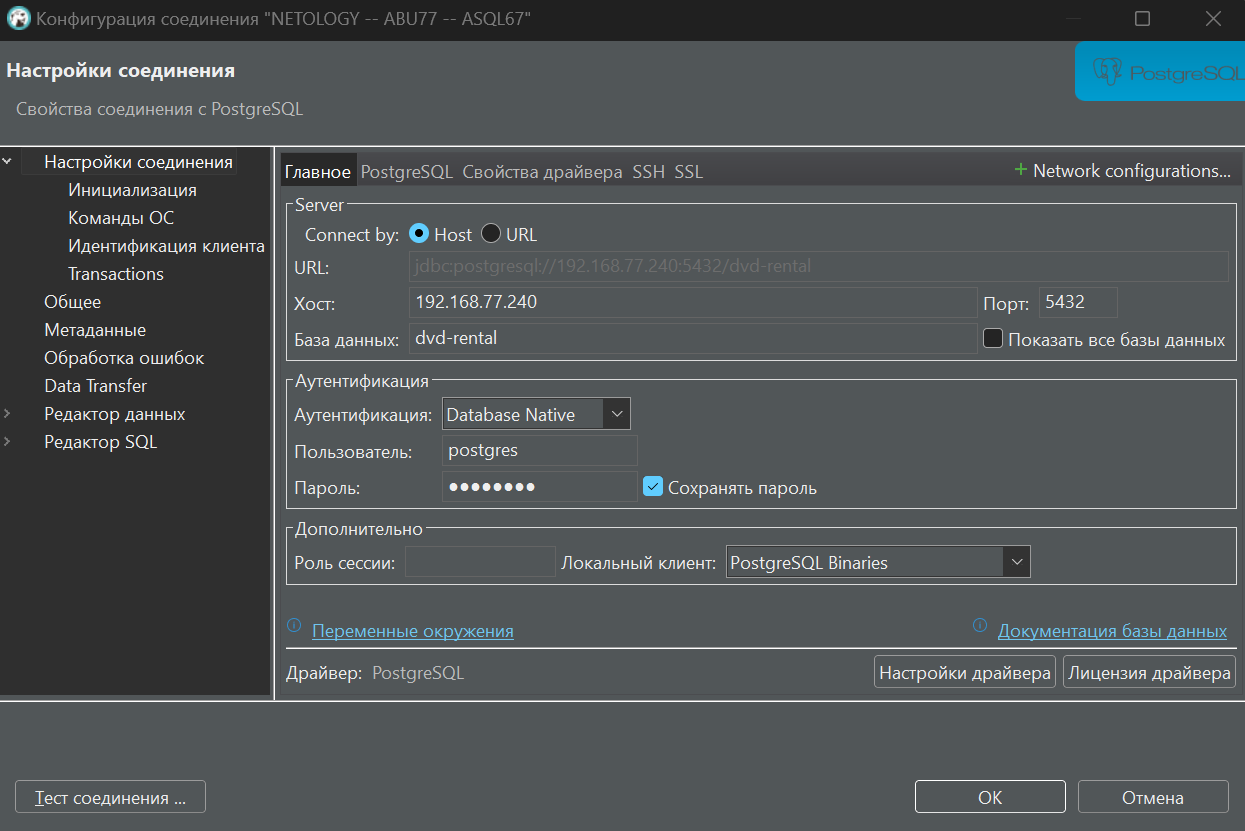 Конфигурация соединения "NETOLOGY -- ABU77 -- ASQL67"
Настройки соединения
Свойства соединения с PostgreSQL
PostgreSQL
Настройки соединения
Инициализация
Команды ОС
Идентификация клиента
Transactions
Общее
Метаданные
Обработка ошибок
Data Transfer
Редактор данных
Редактор SQL
Главное PostgreSQL Свойства драйвера SSH SSL + Network configurations...
Server
Connect by: Host URL
URL: jdbc:postgresql://192.168.77.240:5432/dvd-rental
Хост: 192.168.77.240 Порт: 5432
База данных: dvd-rental Показать все базы данных
Аутентификация
Аутентификация: Database Native
Пользователь: postgres
Пароль: ●●●●●●●● Сохранять пароль
Дополнительно
Роль сессии: Локальный клиент: PostgreSQL Binaries
Переменные окружения Документация базы данных
Драйвер: PostgreSQL Настройки драйвера Лицензия драйвера
Тест соединения ... ОК Отмена